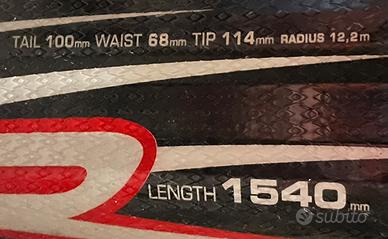 TAIL 100mm WAIST 68mm TIP 114mm RADIUS 12,2m
LENGTH 1540mm
subito